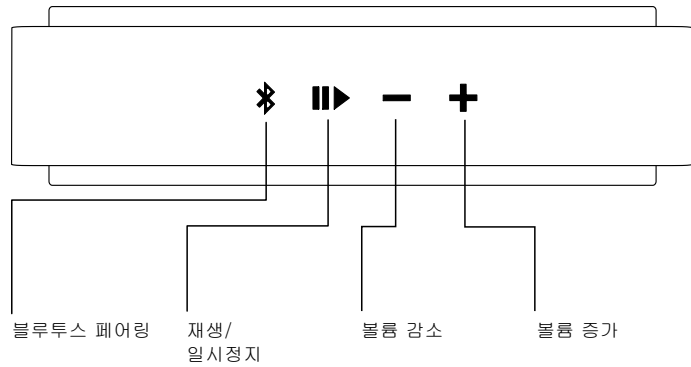 블루투스 페어링
재생/
일시정지
볼륨 감소
볼륨 증가